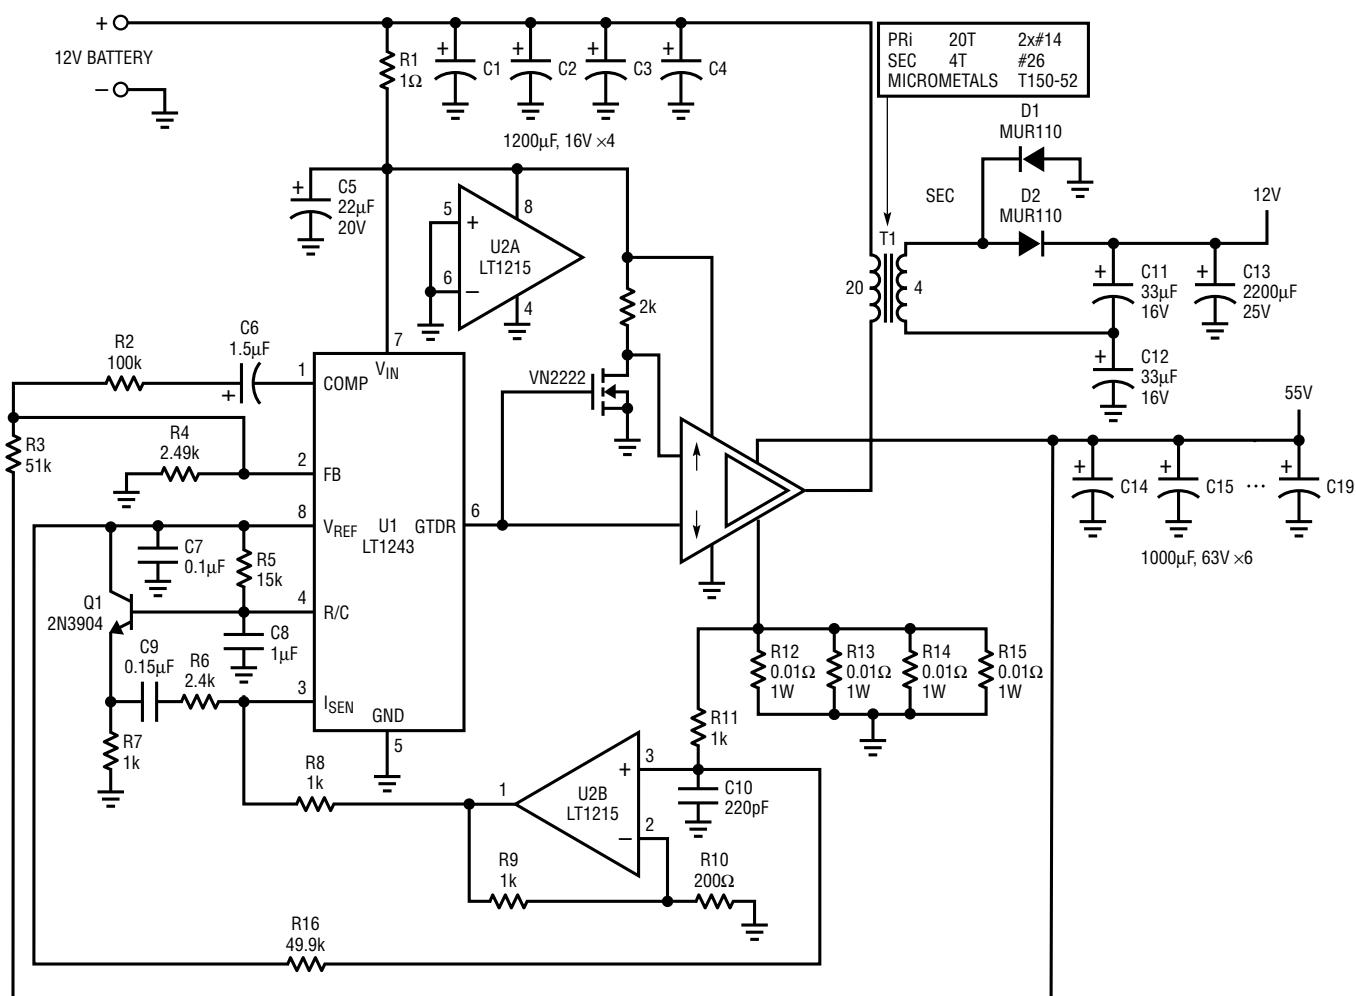 +
12V BATTERY
–
R1
1Ω
+
C1
+
C2
+
C3
+
C4
1200µF, 16V ×4
PRi 20T 2x#14
SEC 4T #26
MICROMETALS T150-52
D1
MUR110
SEC
D2
MUR110
12V
T1
20
4
+
C11
33µF
16V
+
C13
2200µF
25V
+
C12
33µF
16V
55V
+
C5
22µF
20V
5
+
6
–
8
U2A
LT1215
4
2k
VN2222
R2
100k
C6
1.5µF
+
R3
51k
R4
2.49k
1
COMP
7
VIN
2
FB
8
VREF
U1
LT1243
GTDR
6
4
R/C
3
ISEN
GND
5
C7
0.1µF
R5
15k
Q1
2N3904
C8
1µF
C9
0.15µF
R6
2.4k
R7
1k
+
C14
+
C15
...
+
C19
1000µF, 63V ×6
R12
0.01Ω
1W
R13
0.01Ω
1W
R14
0.01Ω
1W
R15
0.01Ω
1W
R11
1k
R8
1k
1
U2B
LT1215
+
3
–
2
C10
220pF
R9
1k
R10
200Ω
R16
49.9k